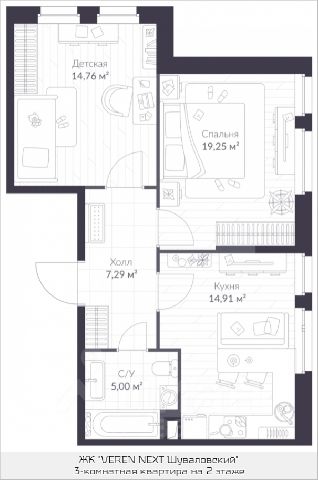 Детская
14.76 м²
Спальня
19.25 м²
Холл
7.29 м²
Кухня
14.91 м²
С/У
5.00 м²
ЖК "VEREN NEXT Шуваловский"
3-комнатная квартира на 2 этаже